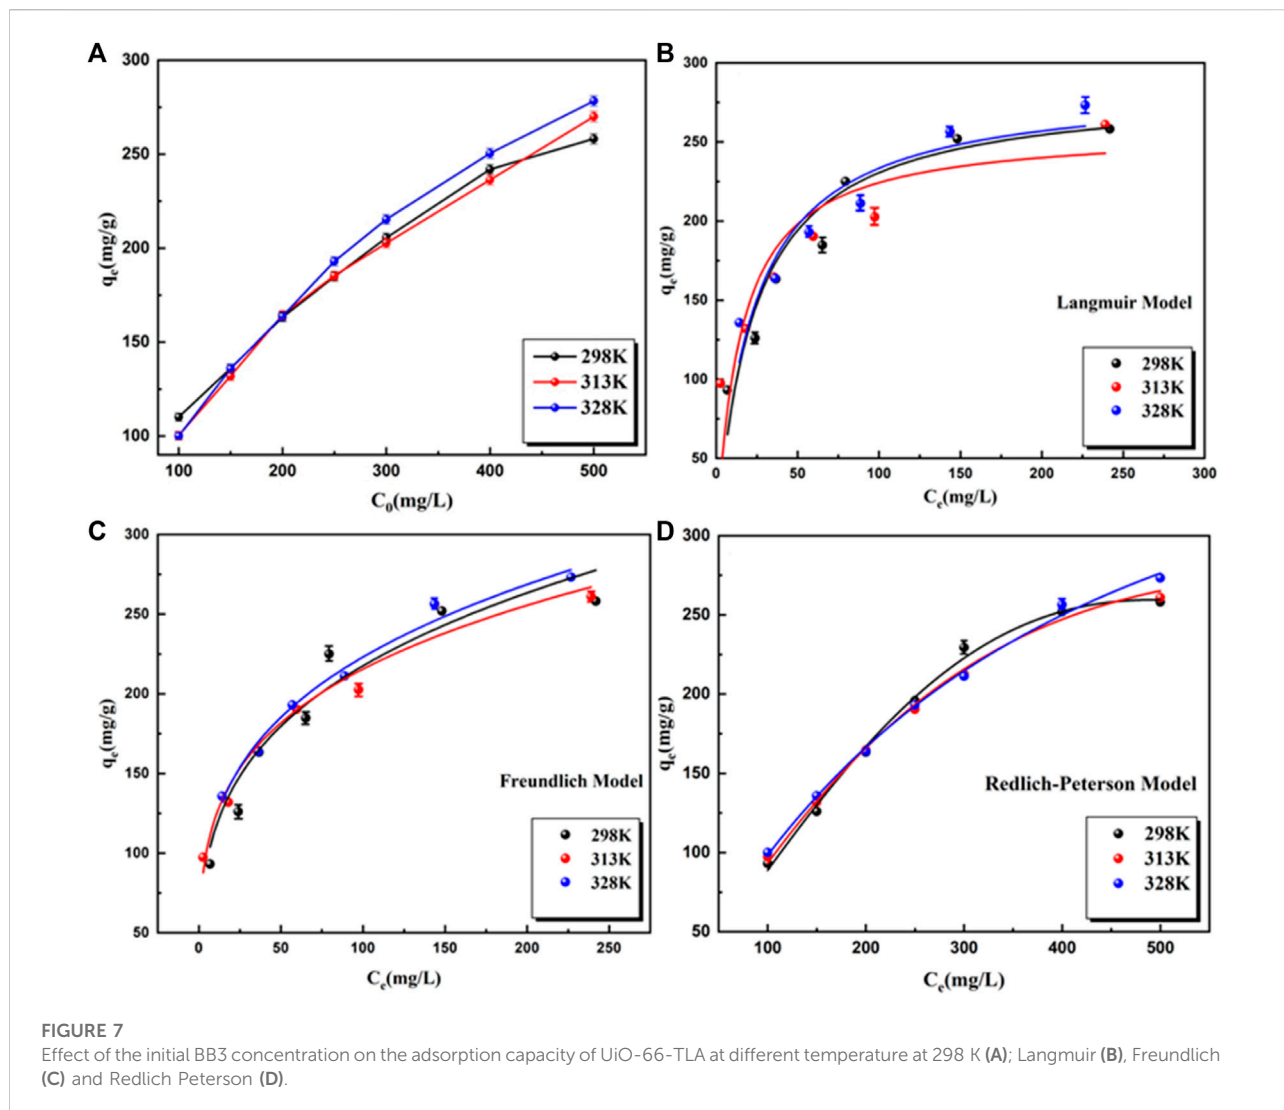 A
300
250
200
150
100
qe(mg/g)
298K
313K
328K
100
200
300
400
500
C0(mg/L)
B
300
250
200
150
100
50
qe(mg/g)
Langmuir Model
298K
313K
328K
0
50
100
150
200
250
300
Ce(mg/L)
C
300
250
200
150
100
50
qe(mg/g)
Freundlich Model
298K
313K
328K
0
50
100
150
200
250
Ce(mg/L)
D
300
250
200
150
100
50
qe(mg/g)
Redlich-Peterson Model
298K
313K
328K
100
200
300
400
500
Ce(mg/L)
FIGURE 7
Effect of the initial BB3 concentration on the adsorption capacity of UiO-66-TLA at different temperature at 298 K (A); Langmuir (B), Freundlich
(C) and Redlich Peterson (D).